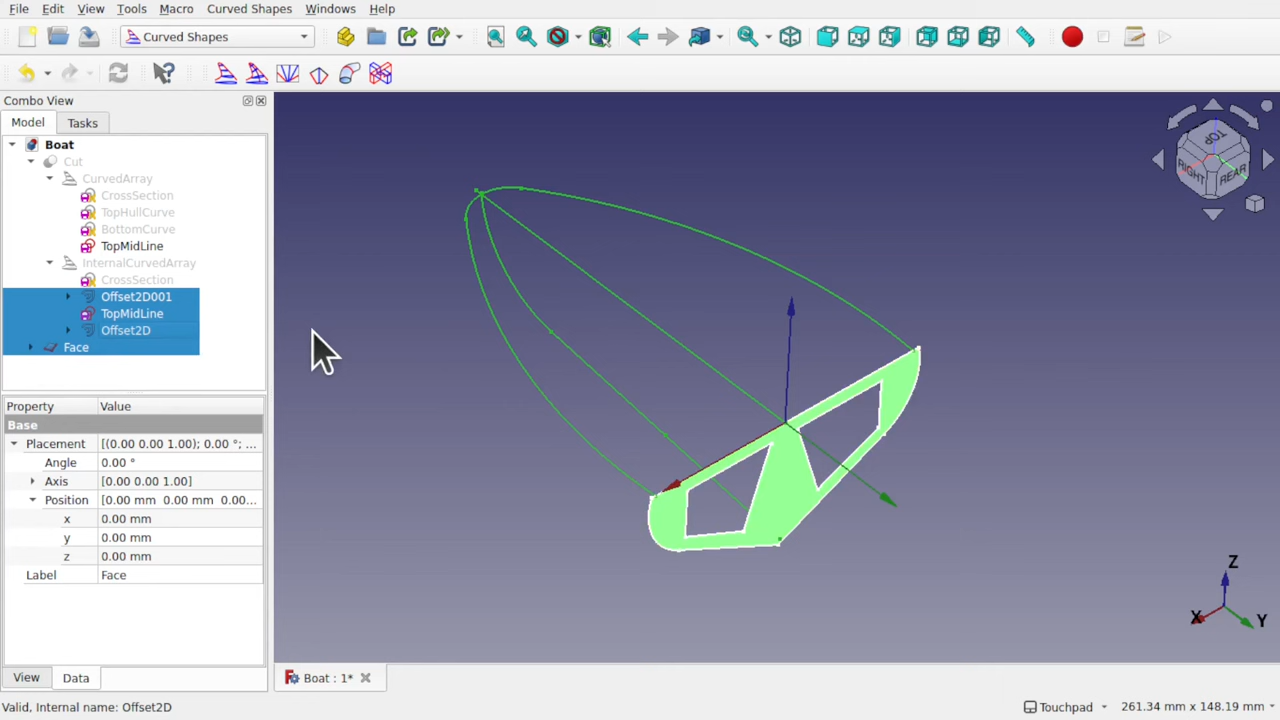 File Edit View Tools Macro Curved Shapes Windows Help
Curved Shapes
Combo View
Model Tasks
Boat
Cut
CurvedArray
CrossSection
TopHullCurve
BottomCurve
TopMidLine
InternalCurvedArray
CrossSection
Offset2D001
TopMidLine
Offset2D
Face
Property Value
Base
Placement [(0.00 0.00 1.00); 0.00 °; ...
Angle 0.00 °
Axis [0.00 0.00 1.00]
Position [0.00 mm 0.00 mm 0.00...
x 0.00 mm
y 0.00 mm
z 0.00 mm
Label Face
View Data
TOP
RIGHT
REAR
Z
X
Y
Boat : 1*
Valid, Internal name: Offset2D
Touchpad
261.34 mm x 148.19 mm